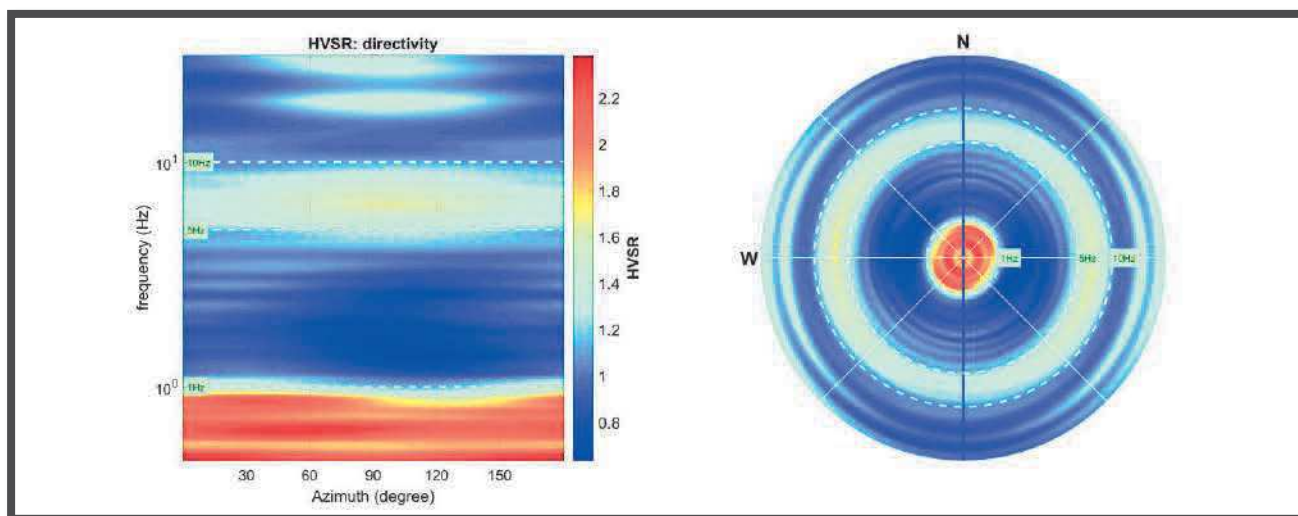 HVSR: directivity
10¹
10⁰
frequency (Hz)
10Hz
5Hz
1Hz
30 60 90 120 150
Azimuth (degree)
2.2
2
1.8
1.6
1.4
1.2
1
0.8
HVSR
N
W
1Hz 5Hz 10Hz